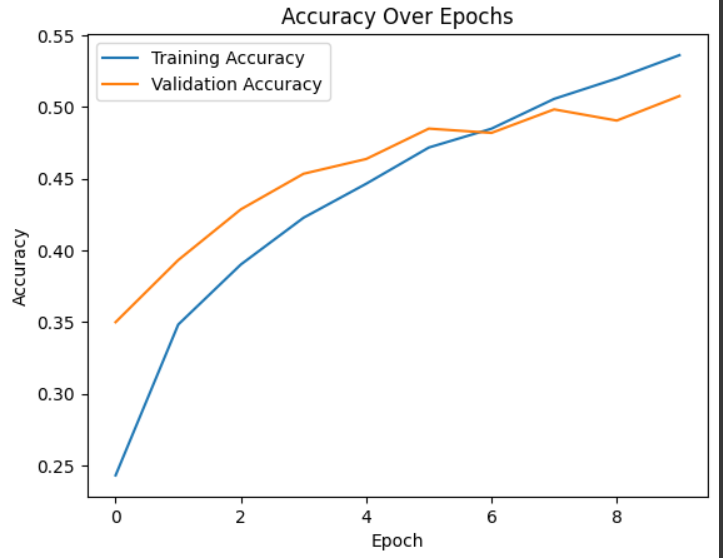 Accuracy Over Epochs
Training Accuracy
Validation Accuracy
0.55
0.50
0.45
0.40
0.35
0.30
0.25
Accuracy
0
2
4
6
8
Epoch